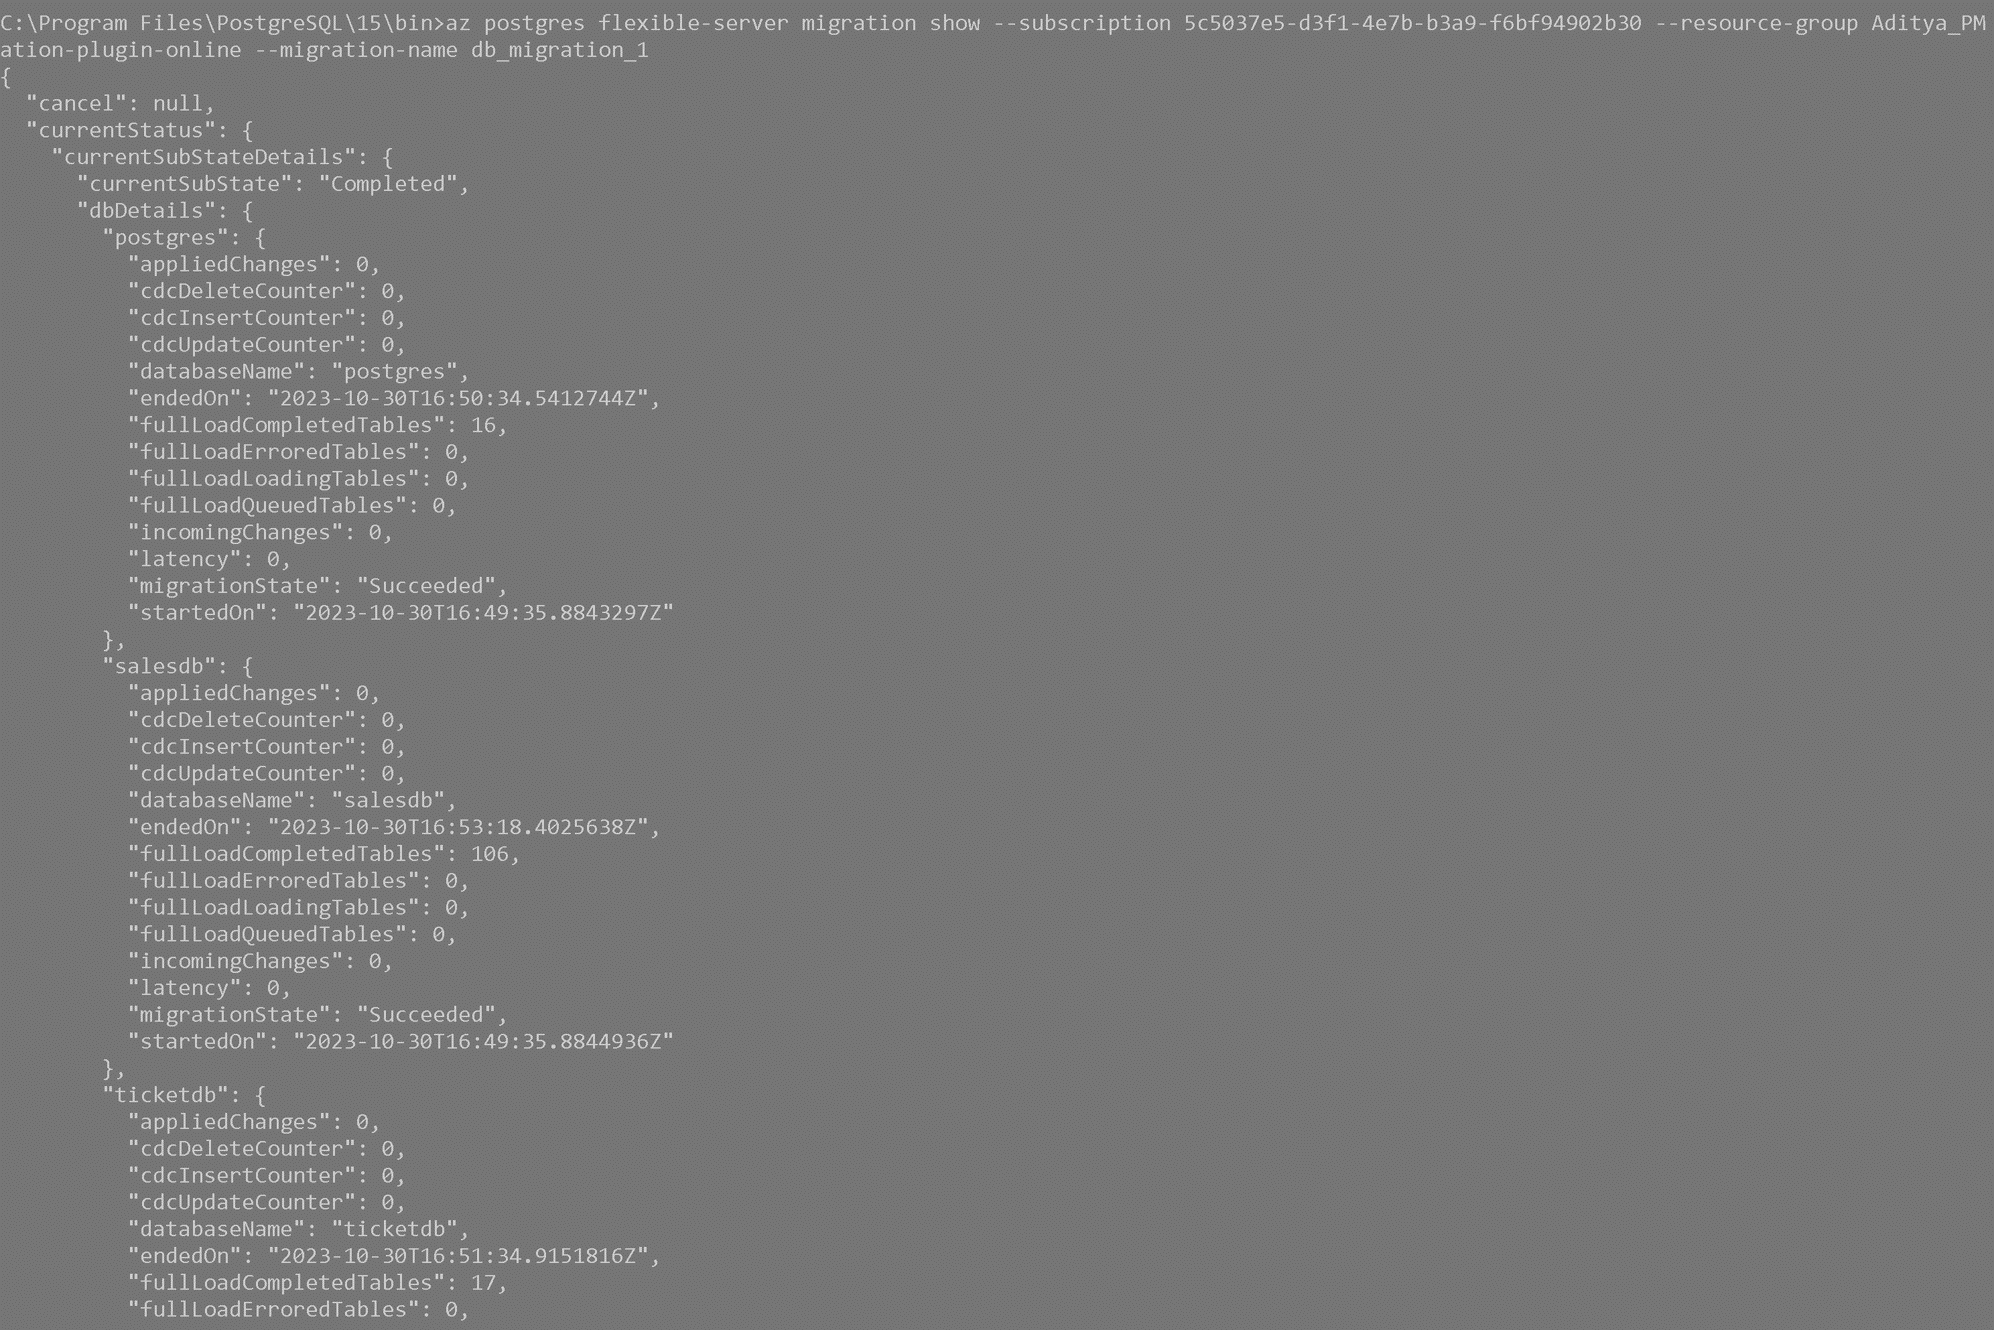 C:\Program Files\PostgreSQL\15\bin>az postgres flexible-server migration show --subscription 5c5037e5-d3f1-4e7b-b3a9-f6bf94902b30 --resource-group Aditya_PM
ation-plugin-online --migration-name db_migration_1
{
  "cancel": null,
  "currentStatus": {
    "currentSubStateDetails": {
      "currentSubState": "Completed",
      "dbDetails": {
        "postgres": {
          "appliedChanges": 0,
          "cdcDeleteCounter": 0,
          "cdcInsertCounter": 0,
          "cdcUpdateCounter": 0,
          "databaseName": "postgres",
          "endedOn": "2023-10-30T16:50:34.5412744Z",
          "fullLoadCompletedTables": 16,
          "fullLoadErroredTables": 0,
          "fullLoadLoadingTables": 0,
          "fullLoadQueuedTables": 0,
          "incomingChanges": 0,
          "latency": 0,
          "migrationState": "Succeeded",
          "startedOn": "2023-10-30T16:49:35.8843297Z"
        },
        "salesdb": {
          "appliedChanges": 0,
          "cdcDeleteCounter": 0,
          "cdcInsertCounter": 0,
          "cdcUpdateCounter": 0,
          "databaseName": "salesdb",
          "endedOn": "2023-10-30T16:53:18.4025638Z",
          "fullLoadCompletedTables": 106,
          "fullLoadErroredTables": 0,
          "fullLoadLoadingTables": 0,
          "fullLoadQueuedTables": 0,
          "incomingChanges": 0,
          "latency": 0,
          "migrationState": "Succeeded",
          "startedOn": "2023-10-30T16:49:35.8844936Z"
        },
        "ticketdb": {
          "appliedChanges": 0,
          "cdcDeleteCounter": 0,
          "cdcInsertCounter": 0,
          "cdcUpdateCounter": 0,
          "databaseName": "ticketdb",
          "endedOn": "2023-10-30T16:51:34.9151816Z",
          "fullLoadCompletedTables": 17,
          "fullLoadErroredTables": 0,